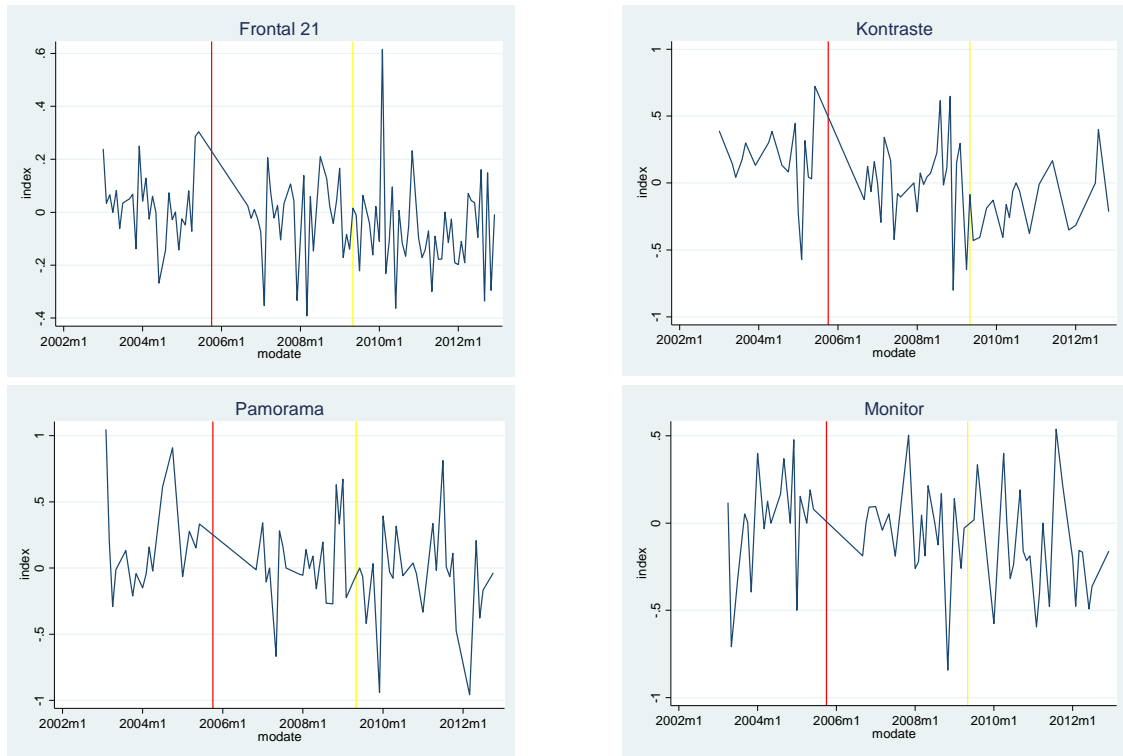 Frontal 21
.6
.4
.2
0
-.2
-.4
index
2002m1 2004m1 2006m1 2008m1 2010m1 2012m1
modate
Kontraste
1
.5
0
-.5
-1
index
2002m1 2004m1 2006m1 2008m1 2010m1 2012m1
modate
Pamorama
1
.5
0
-.5
-1
index
2002m1 2004m1 2006m1 2008m1 2010m1 2012m1
modate
Monitor
.5
0
-.5
-1
index
2002m1 2004m1 2006m1 2008m1 2010m1 2012m1
modate